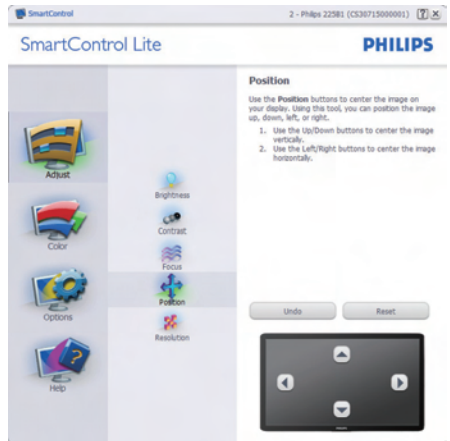 SmartControl
2 - Philips 225B1 (CS30715000001)
SmartControl Lite
PHILIPS
Position
Use the Position buttons to center the image on
your display. Using this tool, you can position the image
up, down, left, or right.
1. Use the Up/Down buttons to center the image
vertically.
2. Use the Left/Right buttons to center the image
horizontally.
Adjust
Color
Options
Help
Brightness
Contrast
Focus
Position
Resolution
Undo
Reset